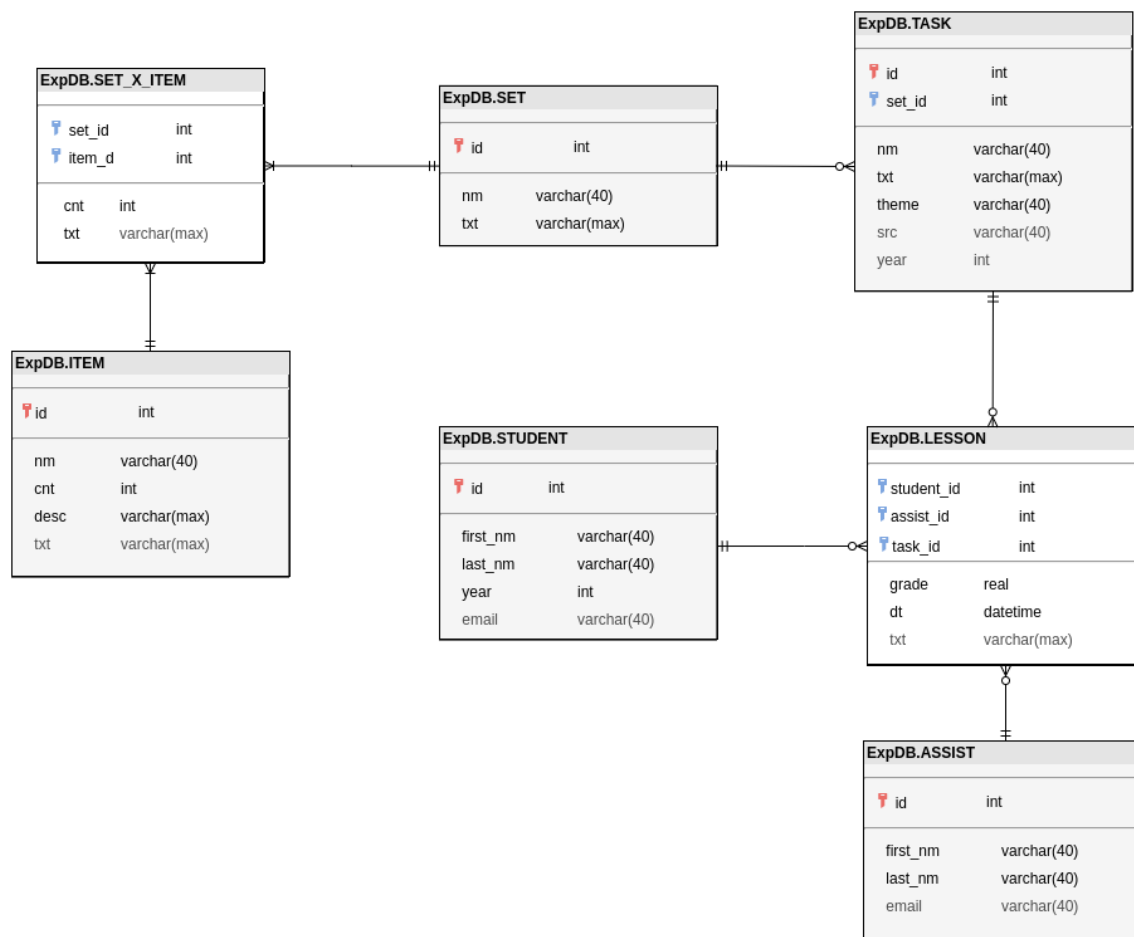 ExpDB.TASK
id int
set_id int
nm varchar(40)
txt varchar(max)
theme varchar(40)
src varchar(40)
year int
ExpDB.SET_X_ITEM
set_id int
item_d int
cnt int
txt varchar(max)
ExpDB.SET
id int
nm varchar(40)
txt varchar(max)
ExpDB.ITEM
id int
nm varchar(40)
cnt int
desc varchar(max)
txt varchar(max)
ExpDB.STUDENT
id int
first_nm varchar(40)
last_nm varchar(40)
year int
email varchar(40)
ExpDB.LESSON
student_id int
assist_id int
task_id int
grade real
dt datetime
txt varchar(max)
ExpDB.ASSIST
id int
first_nm varchar(40)
last_nm varchar(40)
email varchar(40)